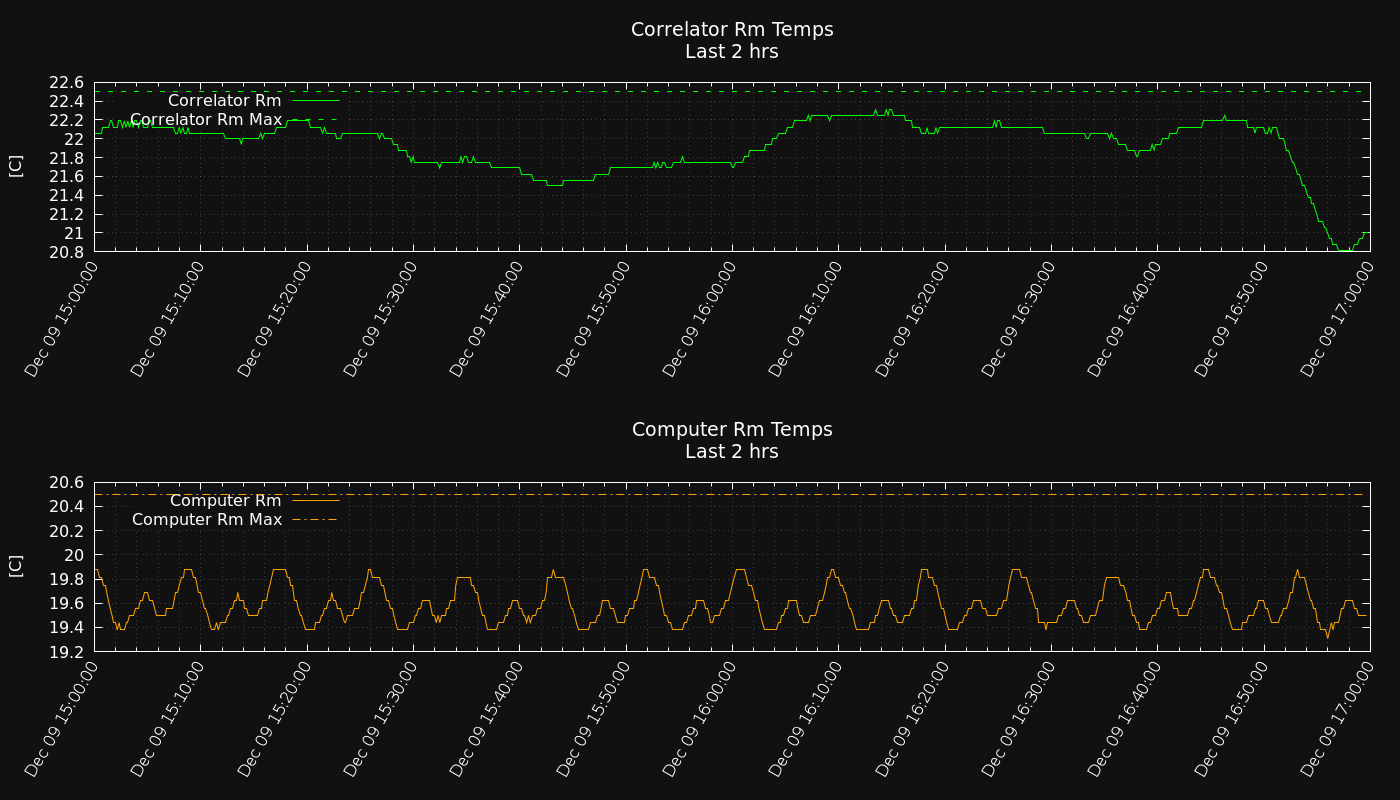 Correlator Rm Temps
Last 2 hrs
[C]
22.6
22.4
22.2
22
21.8
21.6
21.4
21.2
21
20.8
Correlator Rm
Correlator Rm Max
Dec 09 15:00:00
Dec 09 15:10:00
Dec 09 15:20:00
Dec 09 15:30:00
Dec 09 15:40:00
Dec 09 15:50:00
Dec 09 16:00:00
Dec 09 16:10:00
Dec 09 16:20:00
Dec 09 16:30:00
Dec 09 16:40:00
Dec 09 16:50:00
Dec 09 17:00:00
Computer Rm Temps
Last 2 hrs
[C]
20.6
20.4
20.2
20
19.8
19.6
19.4
19.2
Computer Rm
Computer Rm Max
Dec 09 15:00:00
Dec 09 15:10:00
Dec 09 15:20:00
Dec 09 15:30:00
Dec 09 15:40:00
Dec 09 15:50:00
Dec 09 16:00:00
Dec 09 16:10:00
Dec 09 16:20:00
Dec 09 16:30:00
Dec 09 16:40:00
Dec 09 16:50:00
Dec 09 17:00:00